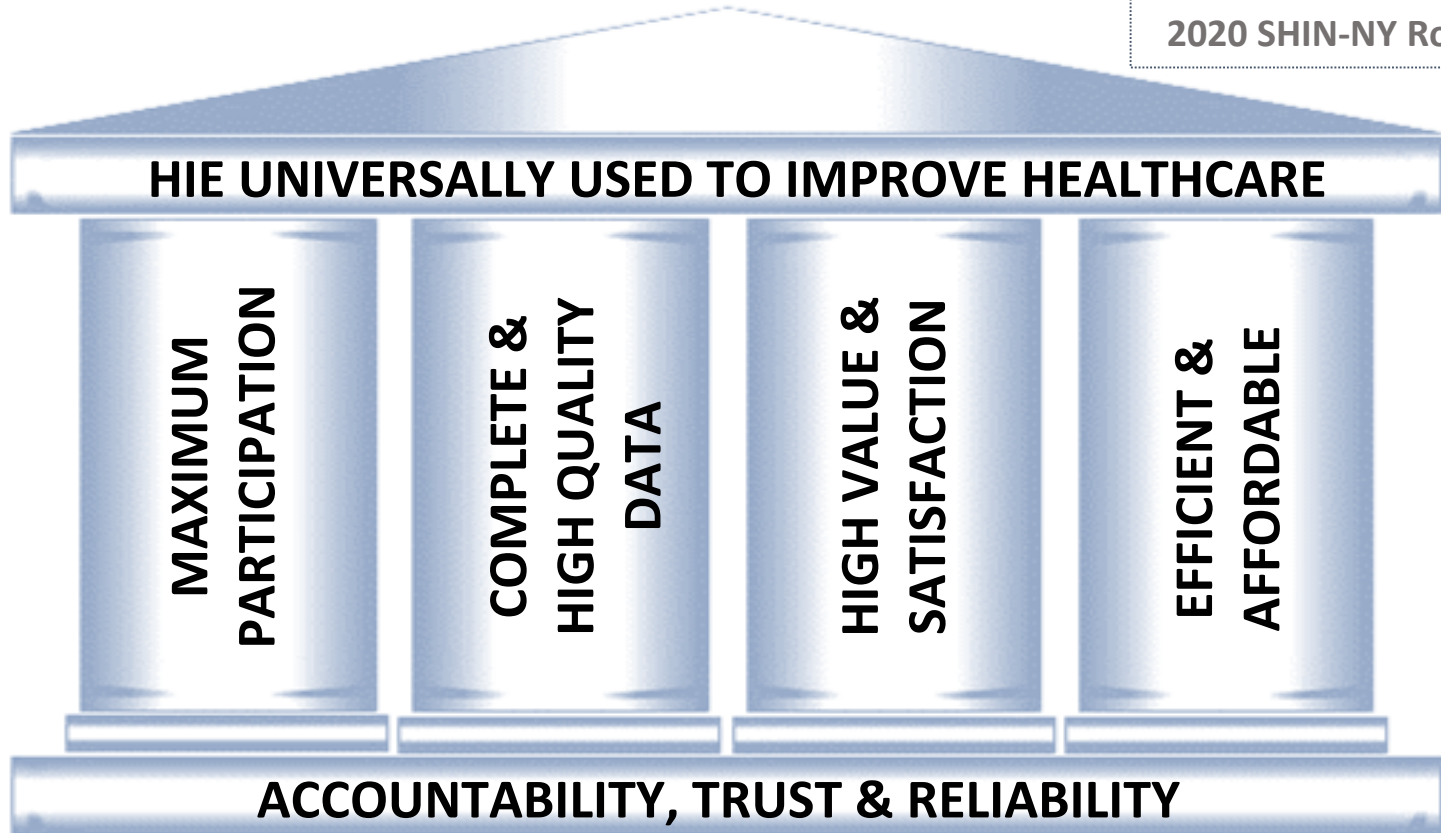 2020 SHIN-NY
HIE UNIVERSALLY USED TO IMPROVE HEALTHCARE
MAXIMUM
PARTICIPATION
COMPLETE &
HIGH QUALITY
DATA
HIGH VALUE &
SATISFACTION
EFFICIENT &
AFFORDABLE
ACCOUNTABILITY, TRUST & RELIABILITY